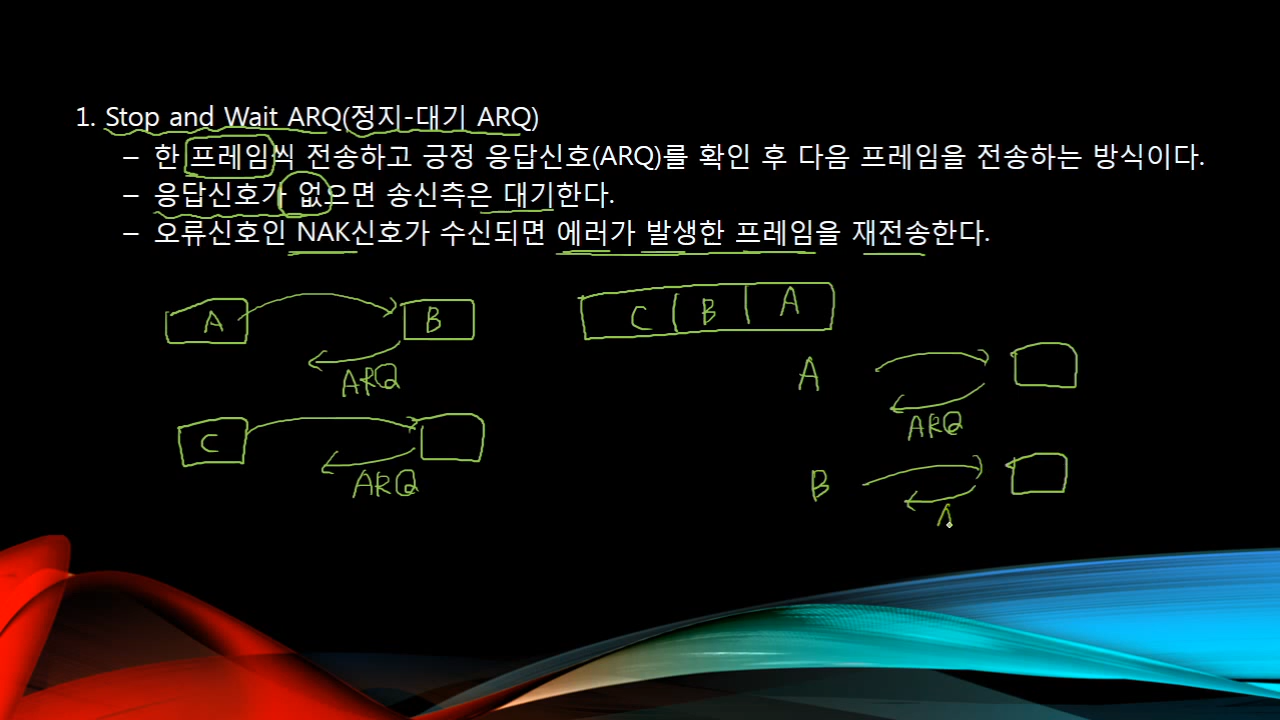 1. Stop and Wait ARQ(정지-대기 ARQ)
– 한 프레임씩 전송하고 긍정 응답신호(ARQ)를 확인 후 다음 프레임을 전송하는 방식이다.
– 응답신호가 없으면 송신측은 대기한다.
– 오류신호인 NAK신호가 수신되면 에러가 발생한 프레임을 재전송한다.
A B
C B A
ARQ
A
ARQ
C
ARQ
B
A